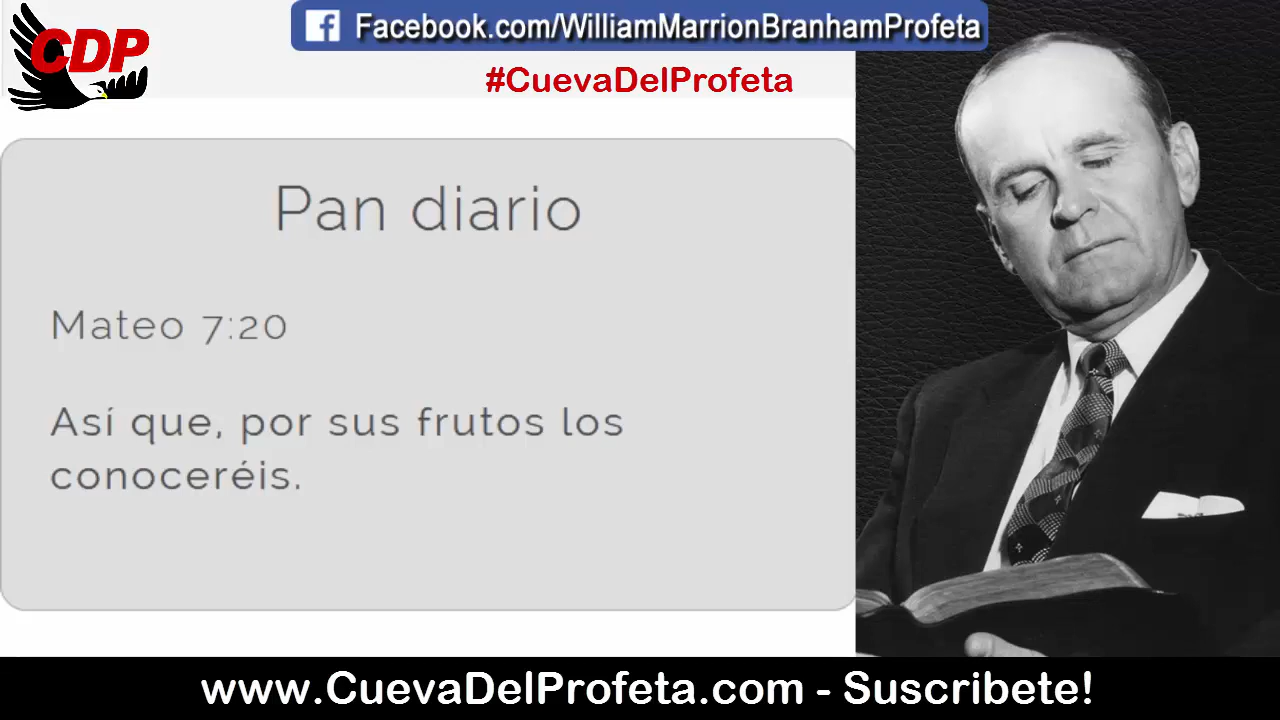 CDP
Facebook.com/WilliamMarrionBranhamProfeta
#CuevaDelProfeta
Pan diario
Mateo 7:20
Así que, por sus frutos los
conoceréis.
www.CuevaDelProfeta.com - Suscribete!